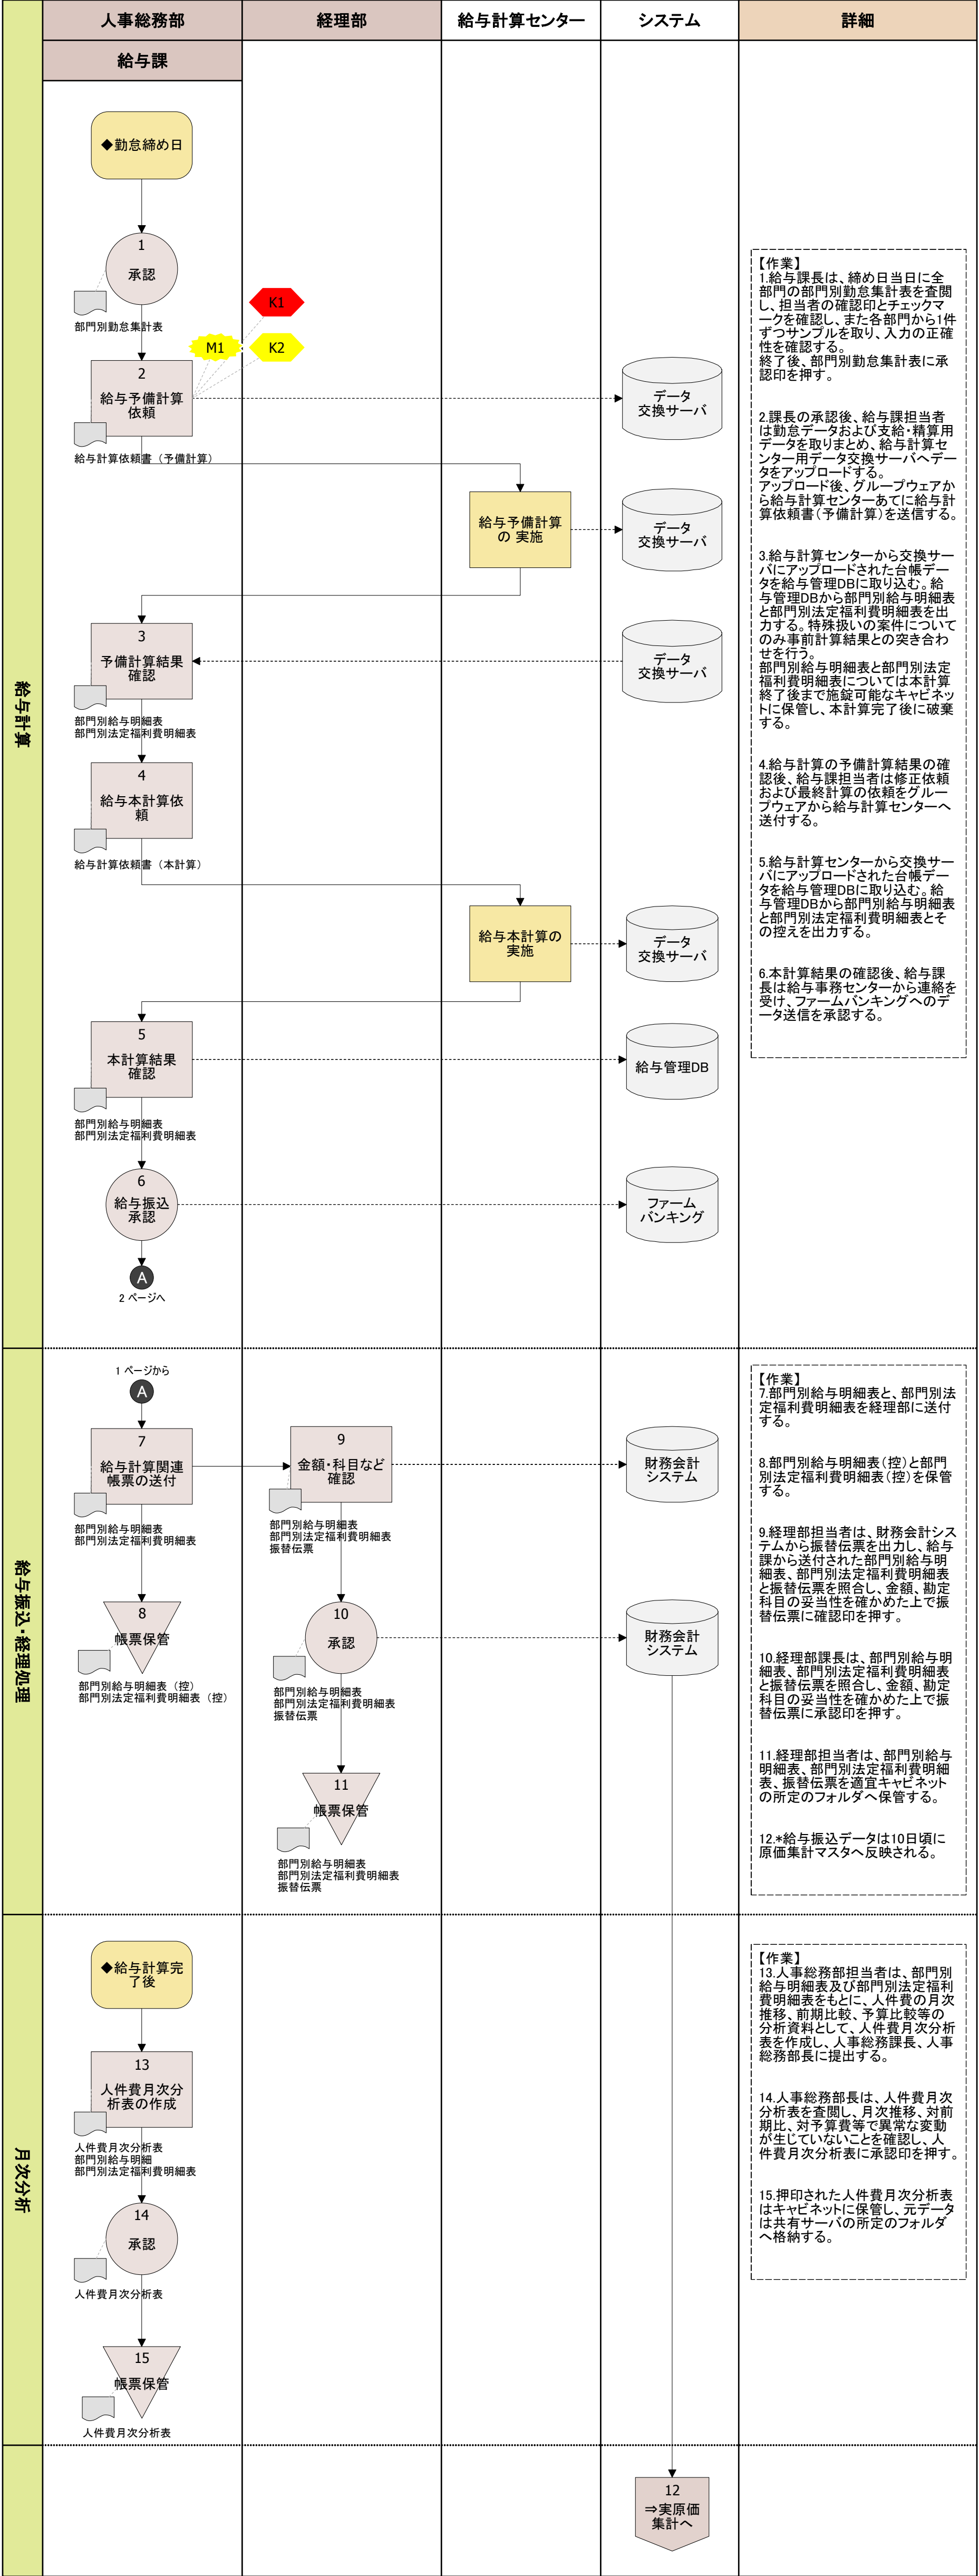 人事総務部
経理部
給与計算センター
システム
詳細
給与課
給与計算
◆勤怠締め日
1
承認
部門別勤怠集計表
K1
M1
K2
2
給与予備計算
依頼
給与計算依頼書（予備計算）
データ
交換サーバ
給与予備計算
の 実施
データ
交換サーバ
3
予備計算結果
確認
部門別給与明細表
部門別法定福利費明細表
データ
交換サーバ
4
給与本計算依
頼
給与計算依頼書（本計算）
給与本計算の
実施
データ
交換サーバ
5
本計算結果
確認
部門別給与明細表
部門別法定福利費明細表
給与管理DB
6
給与振込
承認
ファーム
バンキング
A
2 ページへ
【作業】
1.給与課長は、締め日当日に全
部門の部門別勤怠集計表を査閲
し、担当者の確認印とチェックマ
ークを確認し、また各部門から1件
ずつサンプルを取り、入力の正確
性を確認する。
終了後、部門別勤怠集計表に承
認印を押す。
2.課長の承認後、給与課担当者
は勤怠データおよび支給・精算用
データを取りまとめ、給与計算セ
ンター用データ交換サーバへデー
タをアップロードする。
アップロード後、グループウェアか
ら給与計算センターあてに給与計
算依頼書（予備計算）を送信する。
3.給与計算センターから交換サー
バにアップロードされた台帳デー
タを給与管理DBに取り込む。給
与管理DBから部門別給与明細表
と部門別法定福利費明細表を出
力する。特殊扱いの案件について
のみ事前計算結果との突き合わ
せを行う。
部門別給与明細表と部門別法定
福利費明細表については本計算
終了後まで施錠可能なキャビネッ
トに保管し、本計算完了後に破棄
する。
4.給与計算の予備計算結果の確
認後、給与課担当者は修正依頼
および最終計算の依頼をグルー
プウェアから給与計算センターへ
送付する。
5.給与計算センターから交換サー
バにアップロードされた台帳デー
タを給与管理DBに取り込む。給
与管理DBから部門別給与明細表
と部門別法定福利費明細表とそ
の控えを出力する。
6.本計算結果の確認後、給与課
長は給与事務センターから連絡を
受け、ファームバンキングへのデ
ータ送信を承認する。
給与振込・経理処理
1 ページから
A
7
給与計算関連
帳票の送付
部門別給与明細表
部門別法定福利費明細表
8
帳票保管
部門別給与明細表（控）
部門別法定福利費明細表（控）
9
金額・科目など
確認
部門別給与明細表
部門別法定福利費明細表
振替伝票
財務会計
システム
10
承認
部門別給与明細表
部門別法定福利費明細表
振替伝票
財務会計
システム
11
帳票保管
部門別給与明細表
部門別法定福利費明細表
振替伝票
【作業】
7.部門別給与明細表と、部門別法
定福利費明細表を経理部に送付
する。
8.部門別給与明細表（控）と部門
別法定福利費明細表（控）を保管
する。
9.経理部担当者は、財務会計シス
テムから振替伝票を出力し、給与
課から送付された部門別給与明
細表、部門別法定福利費明細表
と振替伝票を照合し、金額、勘定
科目の妥当性を確かめた上で振
替伝票に確認印を押す。
10.経理部課長は、部門別給与明
細表、部門別法定福利費明細表
と振替伝票を照合し、金額、勘定
科目の妥当性を確かめた上で振
替伝票に承認印を押す。
11.経理部担当者は、部門別給与
明細表、部門別法定福利費明細
表、振替伝票を適宜キャビネット
の所定のフォルダへ保管する。
12.*給与振込データは10日頃に
原価集計マスタへ反映される。
月次分析
◆給与計算完
了後
13
人件費月次分
析表の作成
人件費月次分析表
部門別給与明細
部門別法定福利費明細表
14
承認
人件費月次分析表
15
帳票保管
人件費月次分析表
【作業】
13.人事総務部担当者は、部門別
給与明細表及び部門別法定福利
費明細表をもとに、人件費の月次
推移、前期比較、予算比較等の
分析資料として、人件費月次分析
表を作成し、人事総務課長、人事
総務部長に提出する。
14.人事総務部長は、人件費月次
分析表を査閲し、月次推移、対前
期比、対予算費等で異常な変動
が生じていないことを確認し、人
件費月次分析表に承認印を押す。
15.押印された人件費月次分析表
はキャビネットに保管し、元データ
は共有サーバの所定のフォルダ
へ格納する。
12
⇒実原価
集計へ